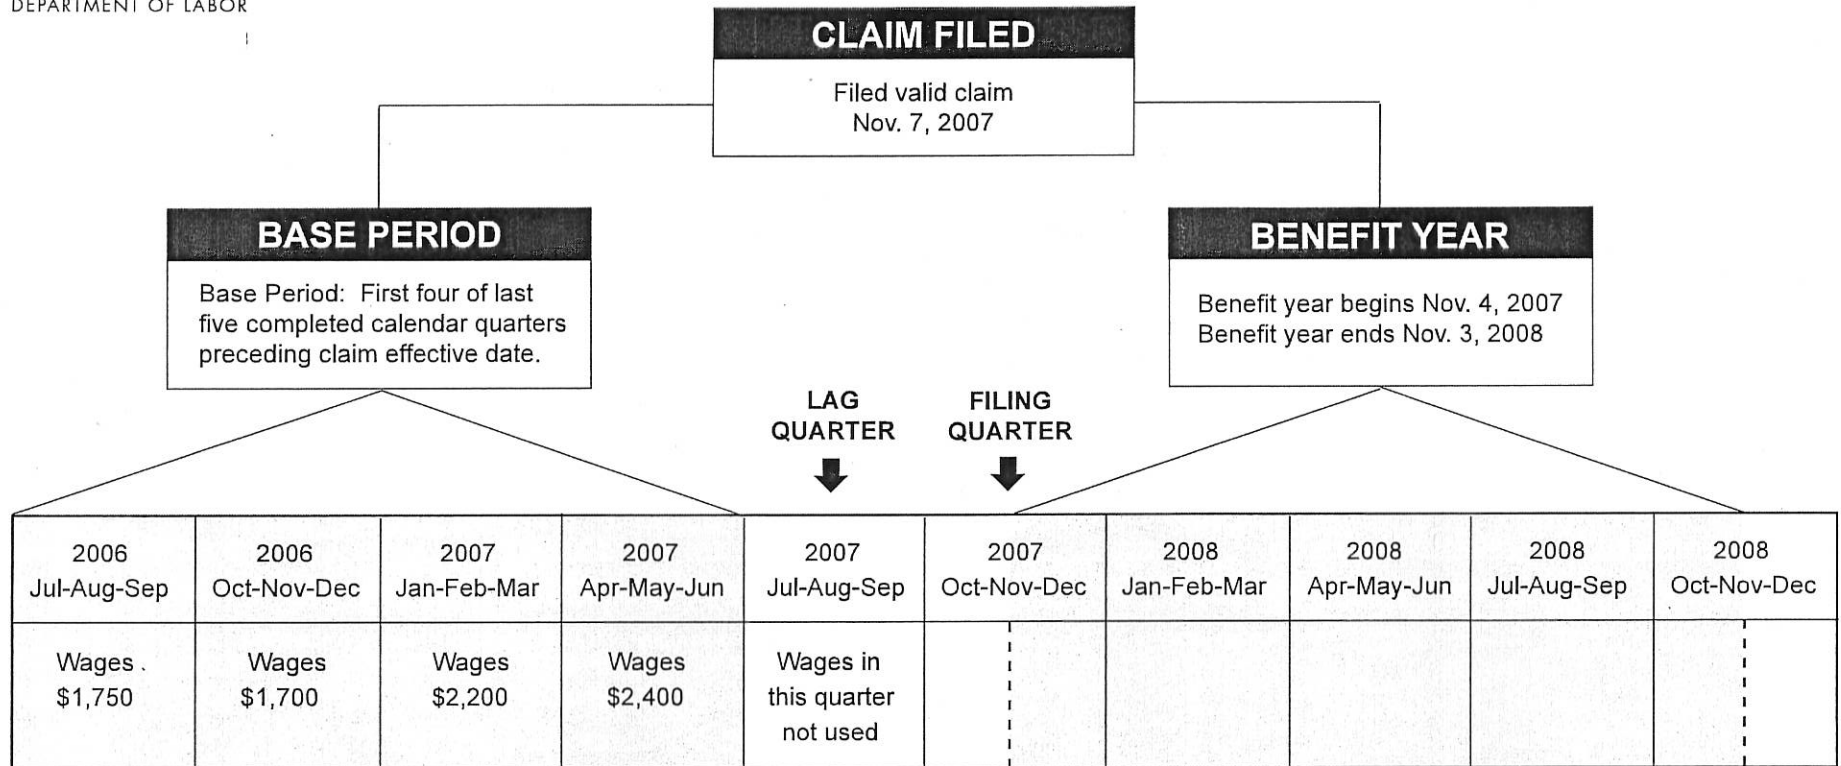 DEPARTMENT OF LABOR
CLAIM FILED
Filed valid claim
Nov. 7, 2007
BASE PERIOD
Base Period: First four of last
five completed calendar quarters
preceding claim effective date.
BENEFIT YEAR
Benefit year begins Nov. 4, 2007
Benefit year ends Nov. 3, 2008
LAG
QUARTER
FILING
QUARTER
2006
Jul-Aug-Sep
2006
Oct-Nov-Dec
2007
Jan-Feb-Mar
2007
Apr-May-Jun
2007
Jul-Aug-Sep
2007
Oct-Nov-Dec
2008
Jan-Feb-Mar
2008
Apr-May-Jun
2008
Jul-Aug-Sep
2008
Oct-Nov-Dec
Wages
$1,750
Wages
$1,700
Wages
$2,200
Wages
$2,400
Wages in
this quarter
not used